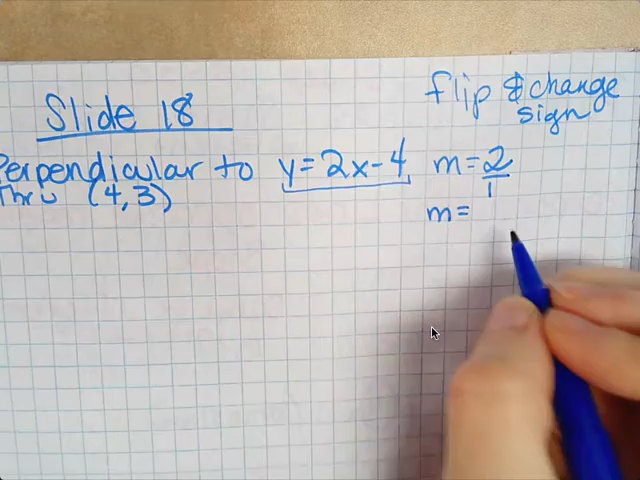 Slide 18
flip & change
sign
Perpendicular to y=2x-4 m=2/1
Thru (4,3)
m=